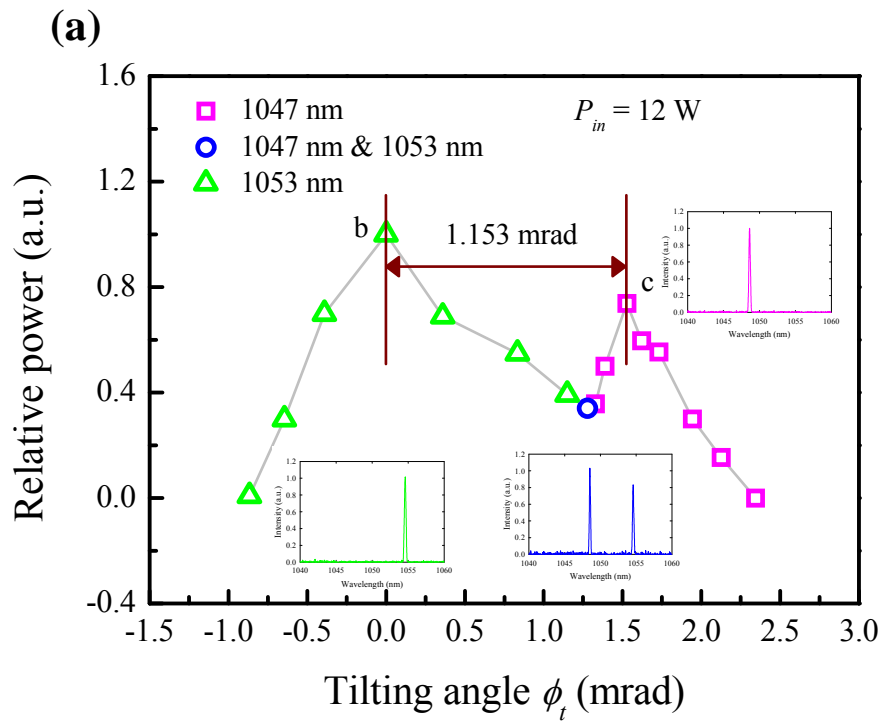 (a)
1.6
1.2
0.8
0.4
0.0
-0.4
Relative power (a.u.)
1047 nm
1047 nm & 1053 nm
1053 nm
P_in = 12 W
b
1.153 mrad
c
1.2
1.0
0.8
0.6
0.4
0.2
0.0
Intensity (a.u.)
1040 1045 1050 1055 1060
Wavelength (nm)
1.2
1.0
0.8
0.6
0.4
0.2
0.0
Intensity (a.u.)
1040 1045 1050 1055 1060
Wavelength (nm)
1.2
1.0
0.8
0.6
0.4
0.2
0.0
Intensity (a.u.)
1040 1045 1050 1055 1060
Wavelength (nm)
-1.5 -1.0 -0.5 0.0 0.5 1.0 1.5 2.0 2.5 3.0
Tilting angle ϕ_t (mrad)